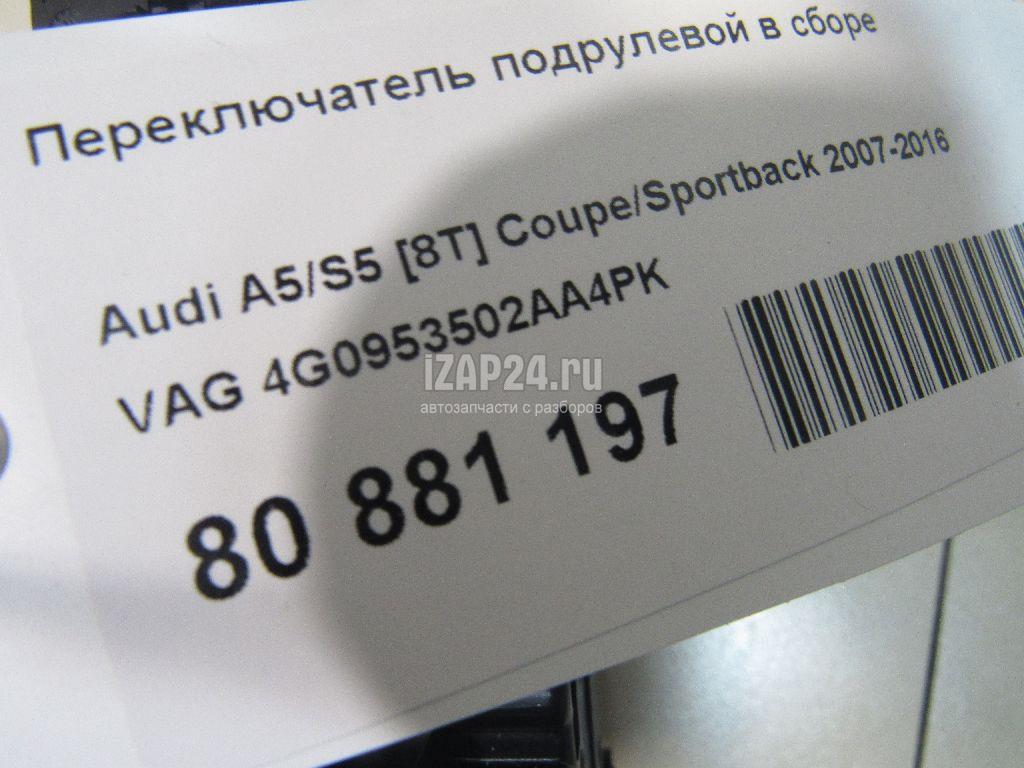 Переключатель подрулевой в сборе
Audi A5/S5 [8T] Coupe/Sportback 2007-2016
VAG 4G0953502AA4PK
iZAP24.ru
автозапчасти с разборов
80 881 197